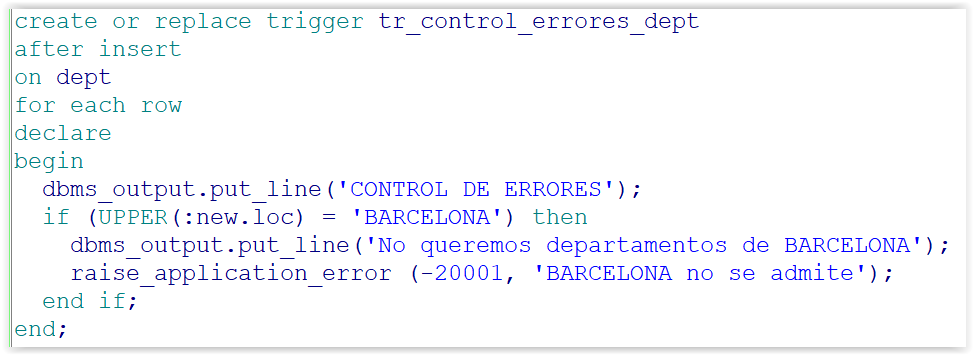 create or replace trigger tr_control_errores_dept
after insert
on dept
for each row
declare
begin
  dbms_output.put_line('CONTROL DE ERRORES');
  if (UPPER(:new.loc) = 'BARCELONA') then
    dbms_output.put_line('No queremos departamentos de BARCELONA');
    raise_application_error (-20001, 'BARCELONA no se admite');
  end if;
end;